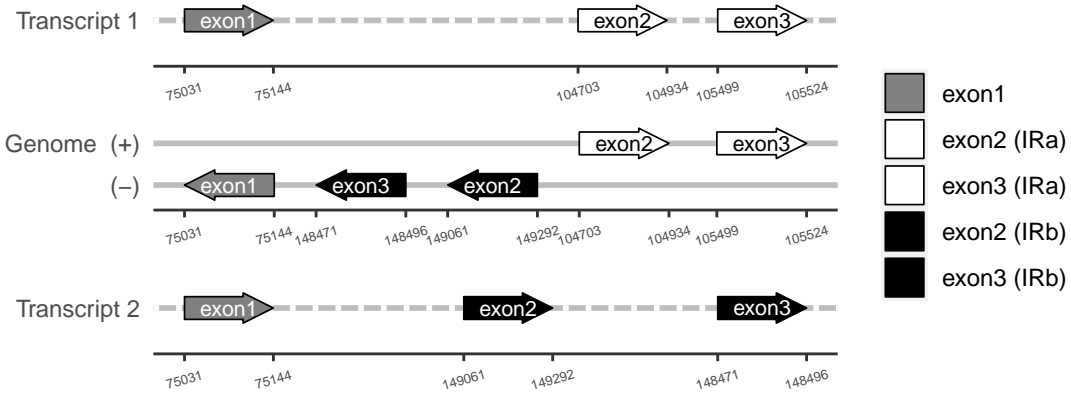 Transcript 1 exon1 exon2 exon3
75031 75144 104703 104934 105499 105524
Genome (+) exon2 exon3
(−) exon1 exon3 exon2
75031 75144 148471 148496 149061 149292 104703 104934 105499 105524
Transcript 2 exon1 exon2 exon3
75031 75144 149061 149292 148471 148496
exon1
exon2 (IRa)
exon3 (IRa)
exon2 (IRb)
exon3 (IRb)